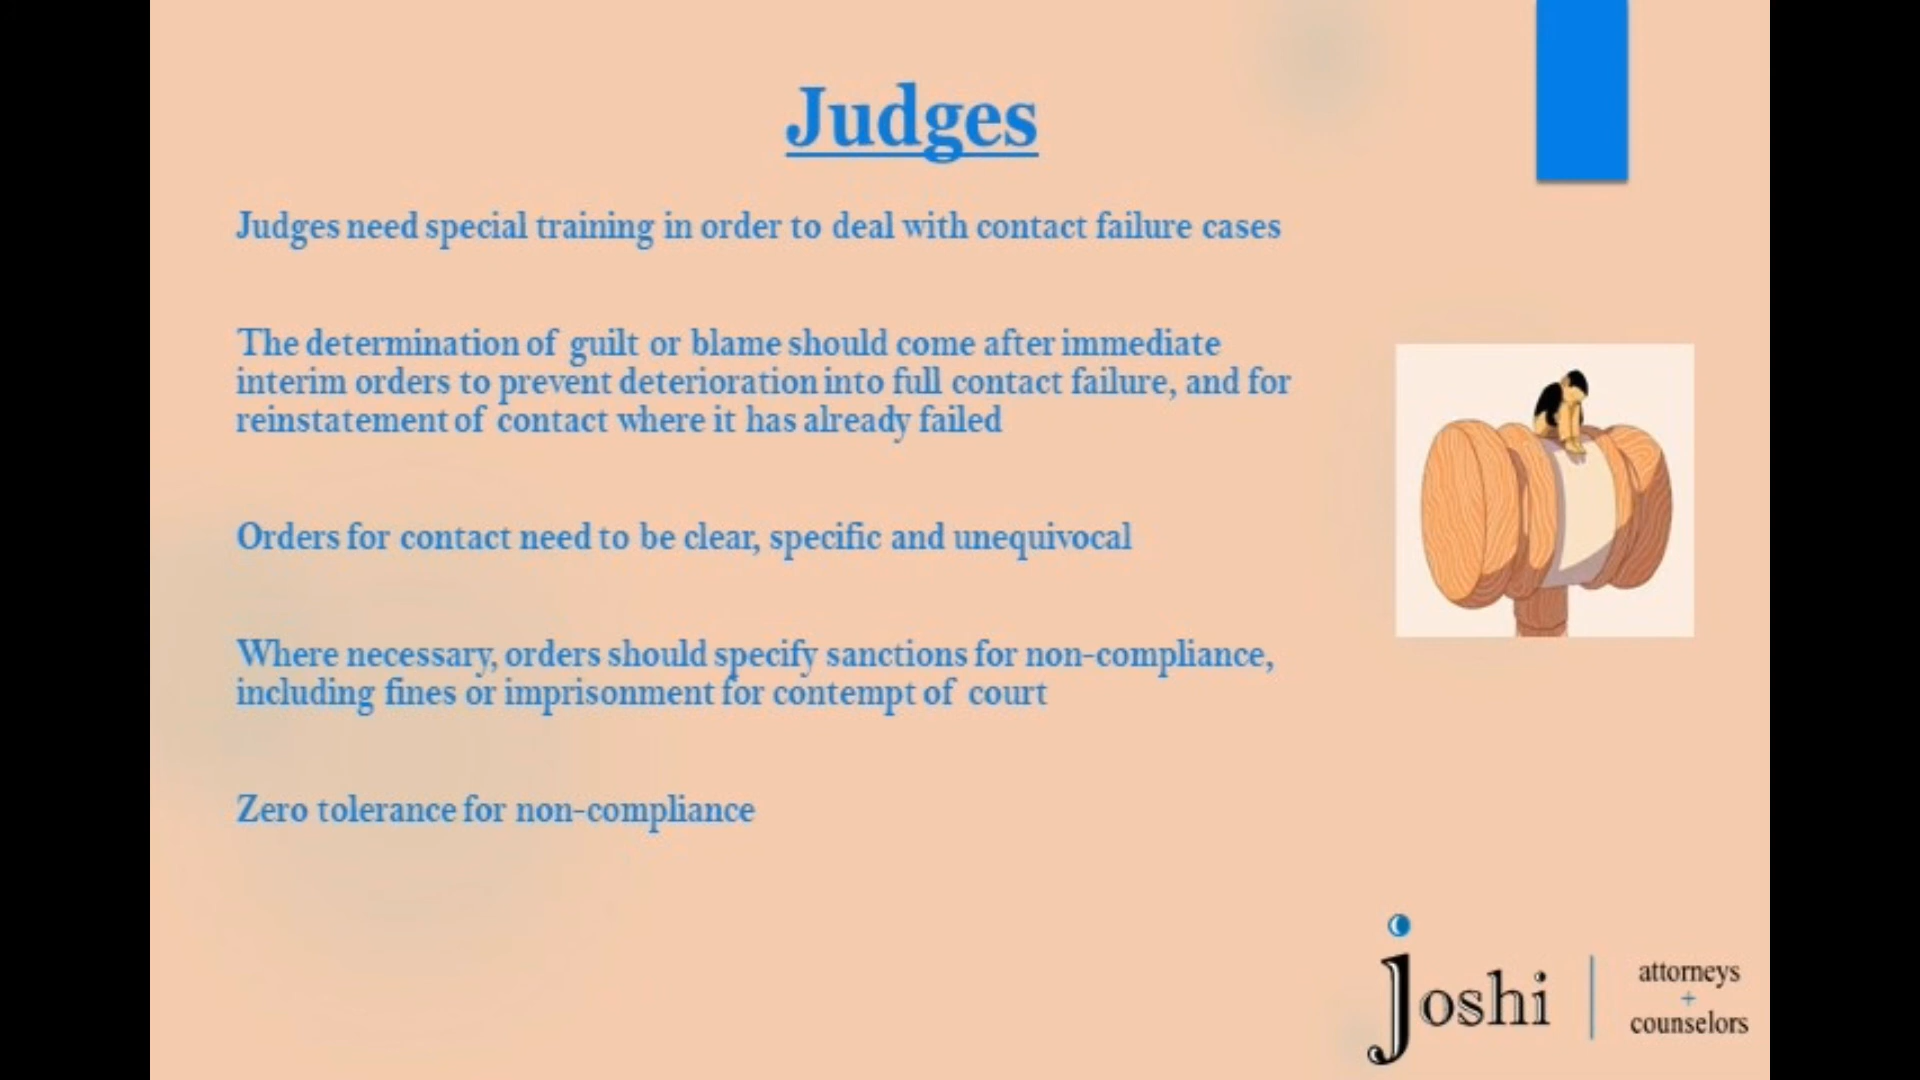 Judges
Judges need special training in order to deal with contact failure cases
The determination of guilt or blame should come after immediate
interim orders to prevent deterioration into full contact failure, and for
reinstatement of contact where it has already failed
Orders for contact need to be clear, specific and unequivocal
Where necessary, orders should specify sanctions for non-compliance,
including fines or imprisonment for contempt of court
Zero tolerance for non-compliance
joshi
attorneys
+
counselors